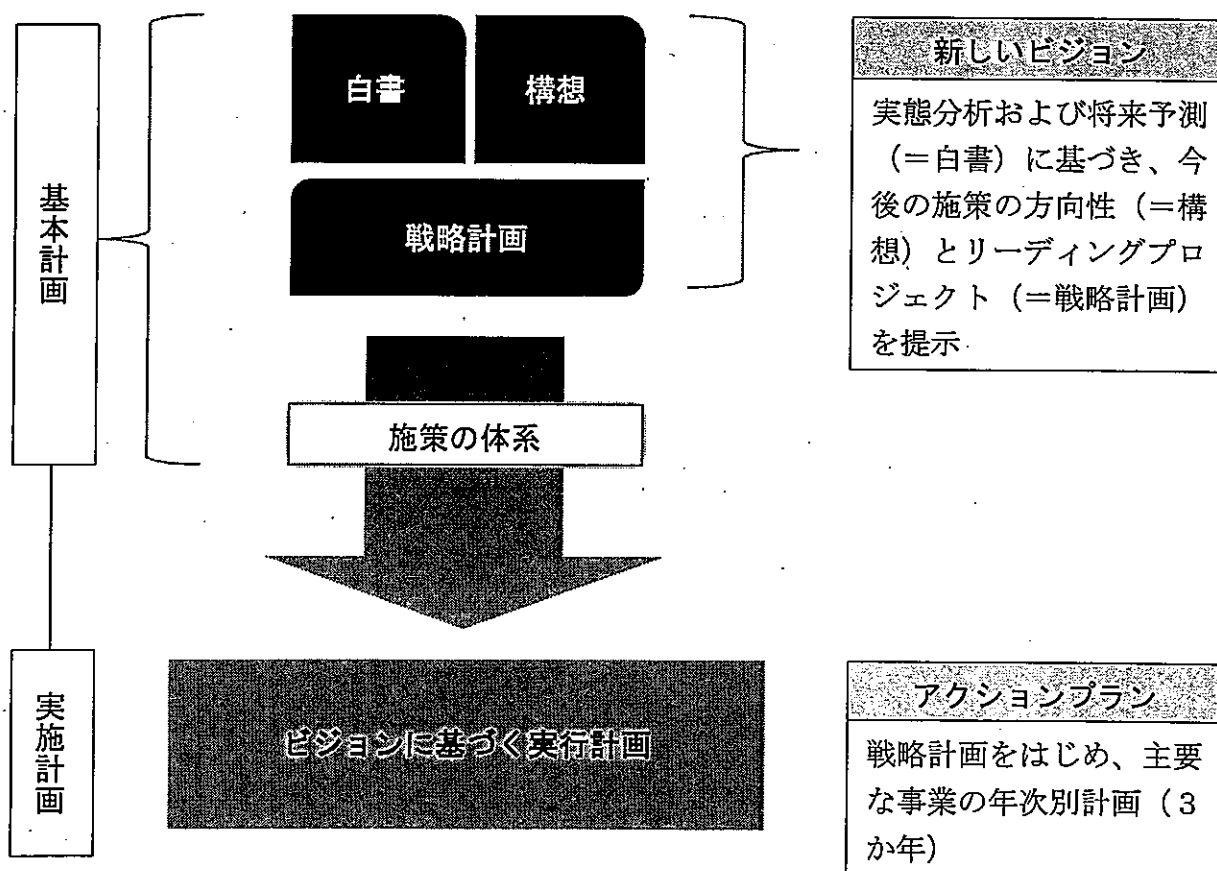 基本計画
白書
構想
戦略計画
施策の体系
新しいビジョン
実態分析および将来予測
（＝白書）に基づき、今
後の施策の方向性（＝構
想）とリーディングプロ
ジェクト（＝戦略計画）
を提示
実施計画
ビジョンに基づく実行計画
アクションプラン
戦略計画をはじめ、主要
な事業の年次別計画（３
か年）